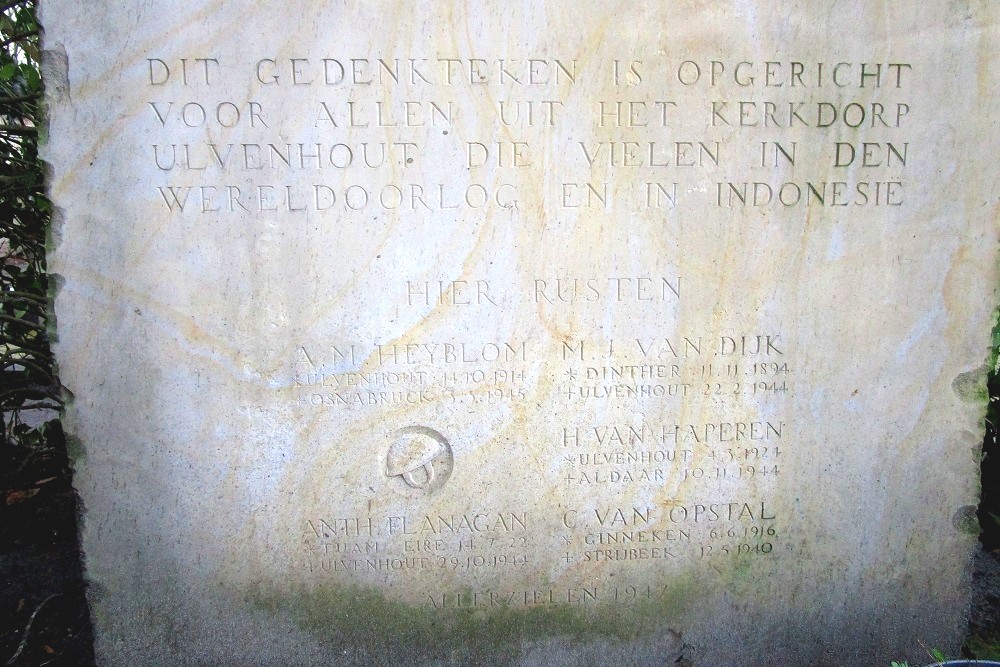 DIT GEDENKTEKEN IS OPGERICHT
VOOR ALLEN UIT HET KERKDORP
ULVENHOUT, DIE VIELEN IN DEN
WERELDOORLOG EN IN INDONESIË
HIER RUSTEN
A. M. HEYBLOM
*ULVENHOUT 14.10.1914
+OSNABRUCK 3.3.1945
M. J. VAN DIJK
* DINTHER 11.11.1894
+ULVENHOUT 22.2.1944
H. VAN HAPEREN
*ULVENHOUT 4.3.1924
+ALDAAR 10.11.1944
ANTH. FLANAGAN
*TUAM EIRE 14.7.22
+ULVENHOUT 29.10.1944
C. VAN OPSTAL
* GINNEKEN 6.6.1916
+ STRIJBEEK 12.5.1940
ALLERZIELEN 1947